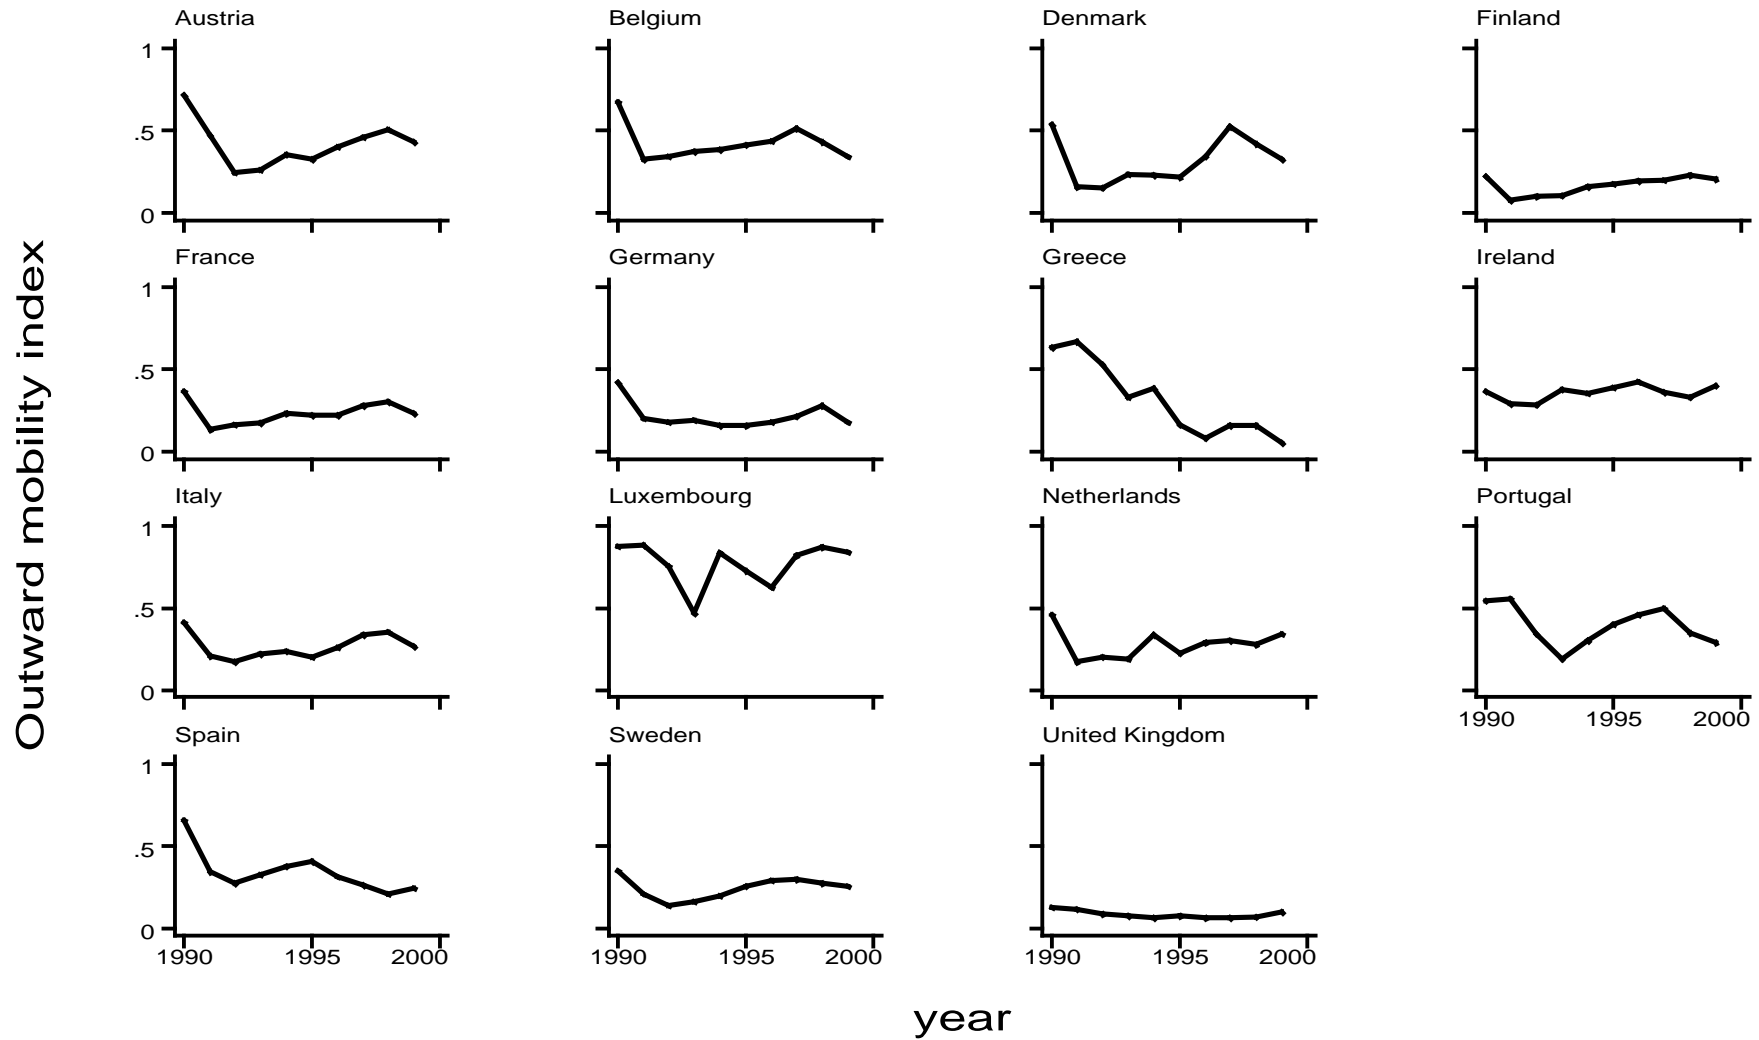 Austria
Belgium
Denmark
Finland
1
.5
0
France
Germany
Greece
Ireland
1
.5
0
Italy
Luxembourg
Netherlands
Portugal
1
.5
0
1990 1995 2000
Spain
Sweden
United Kingdom
1
.5
0
1990 1995 2000
1990 1995 2000
1990 1995 2000
Outward mobility index
year